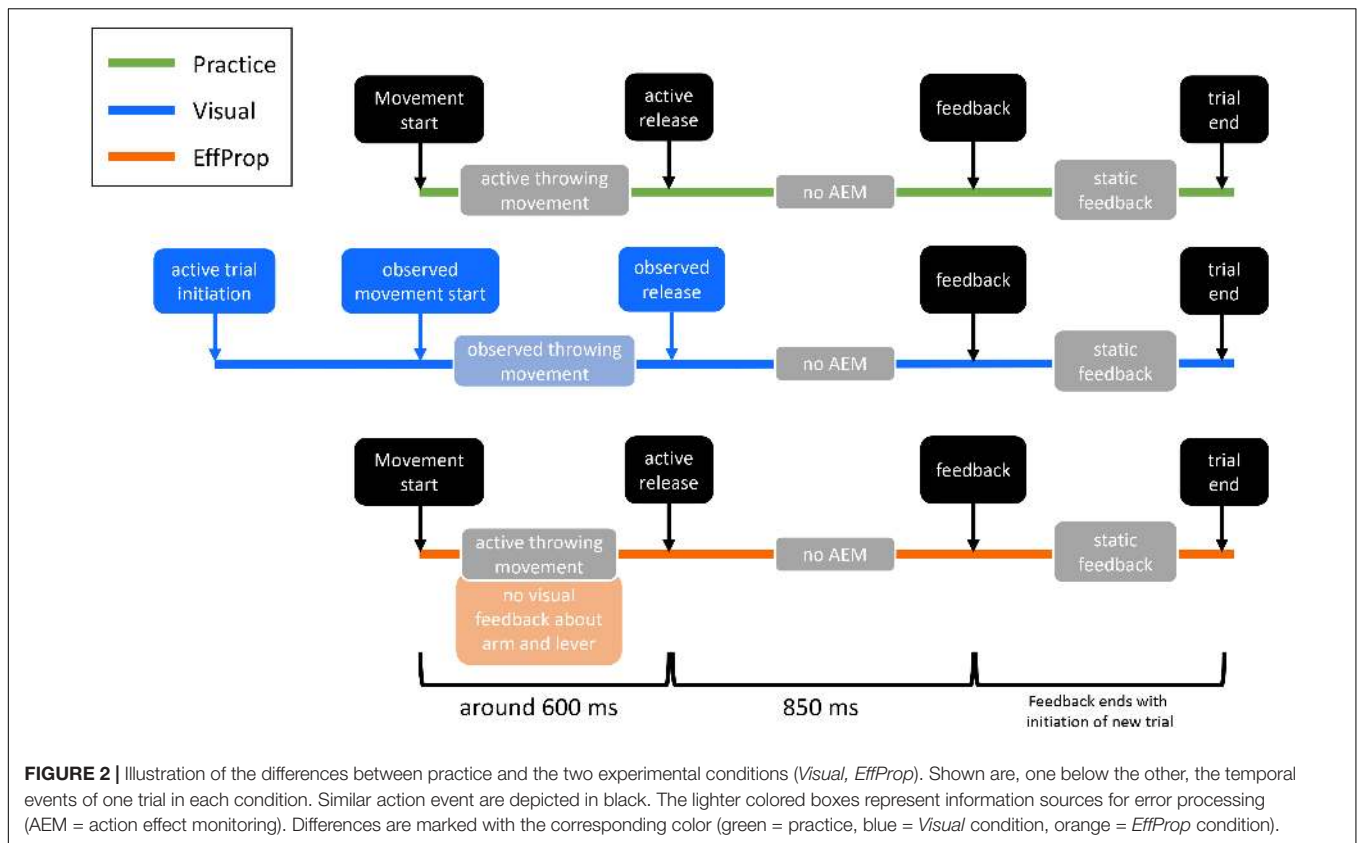 Practice
Visual
EffProp
Movement
start
active
release
feedback
trial
end
active throwing
movement
no AEM
static
feedback
active trial
initiation
observed
movement start
observed
release
feedback
trial
end
observed throwing
movement
no AEM
static
feedback
Movement
start
active
release
feedback
trial
end
active throwing
movement
no AEM
static
feedback
no visual
feedback about
arm and lever
around 600 ms
850 ms
Feedback ends with
initiation of new trial
FIGURE 2 | Illustration of the differences between practice and the two experimental conditions (Visual, EffProp). Shown are, one below the other, the temporal
events of one trial in each condition. Similar action event are depicted in black. The lighter colored boxes represent information sources for error processing
(AEM = action effect monitoring). Differences are marked with the corresponding color (green = practice, blue = Visual condition, orange = EffProp condition).